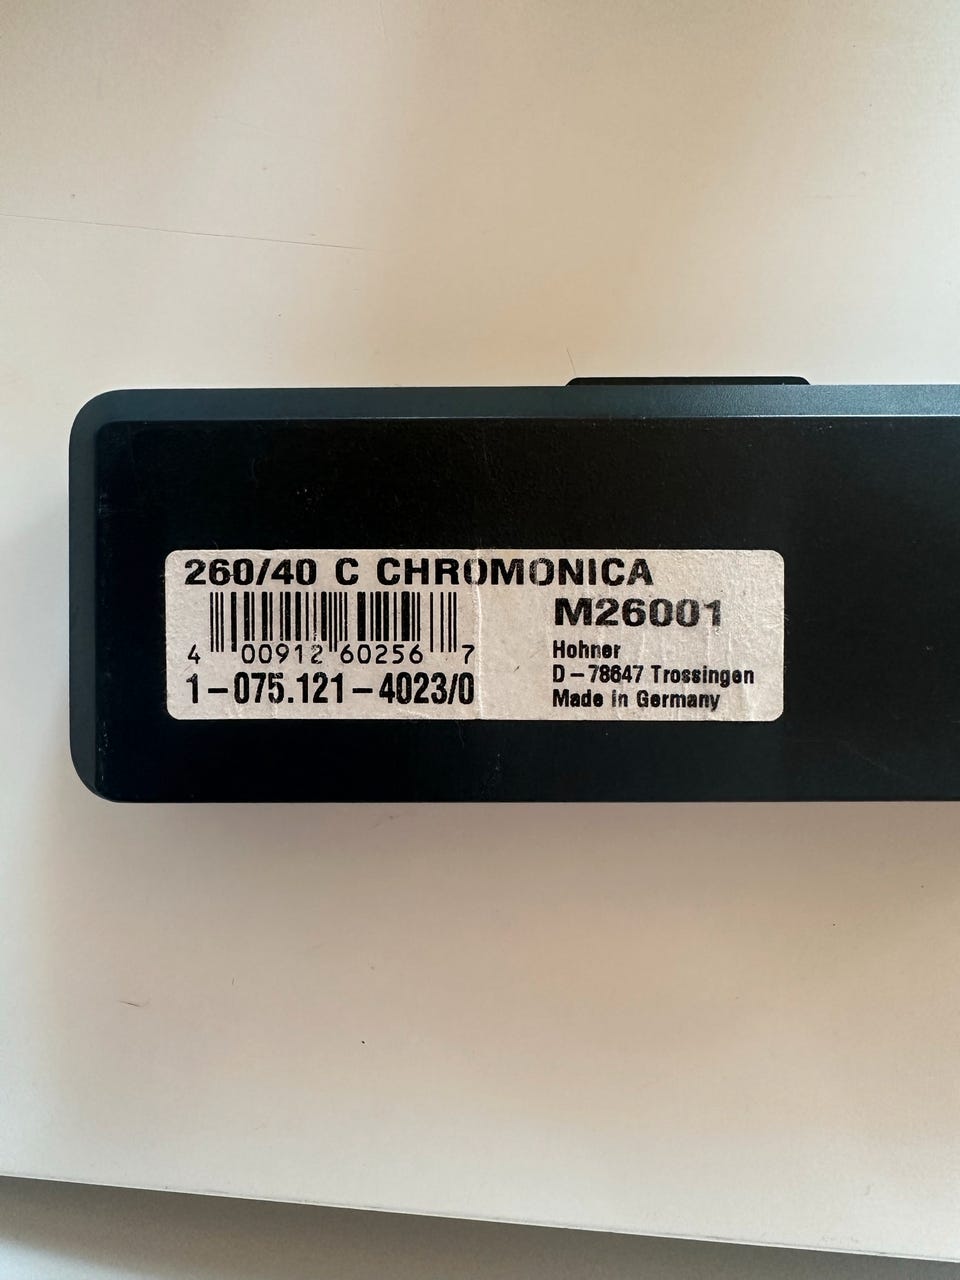 260/40 C CHROMONICA
M26001
4 00912 60256 7
1-075.121-4023/0
Hohner
D-78647 Trossingen
Made in Germany